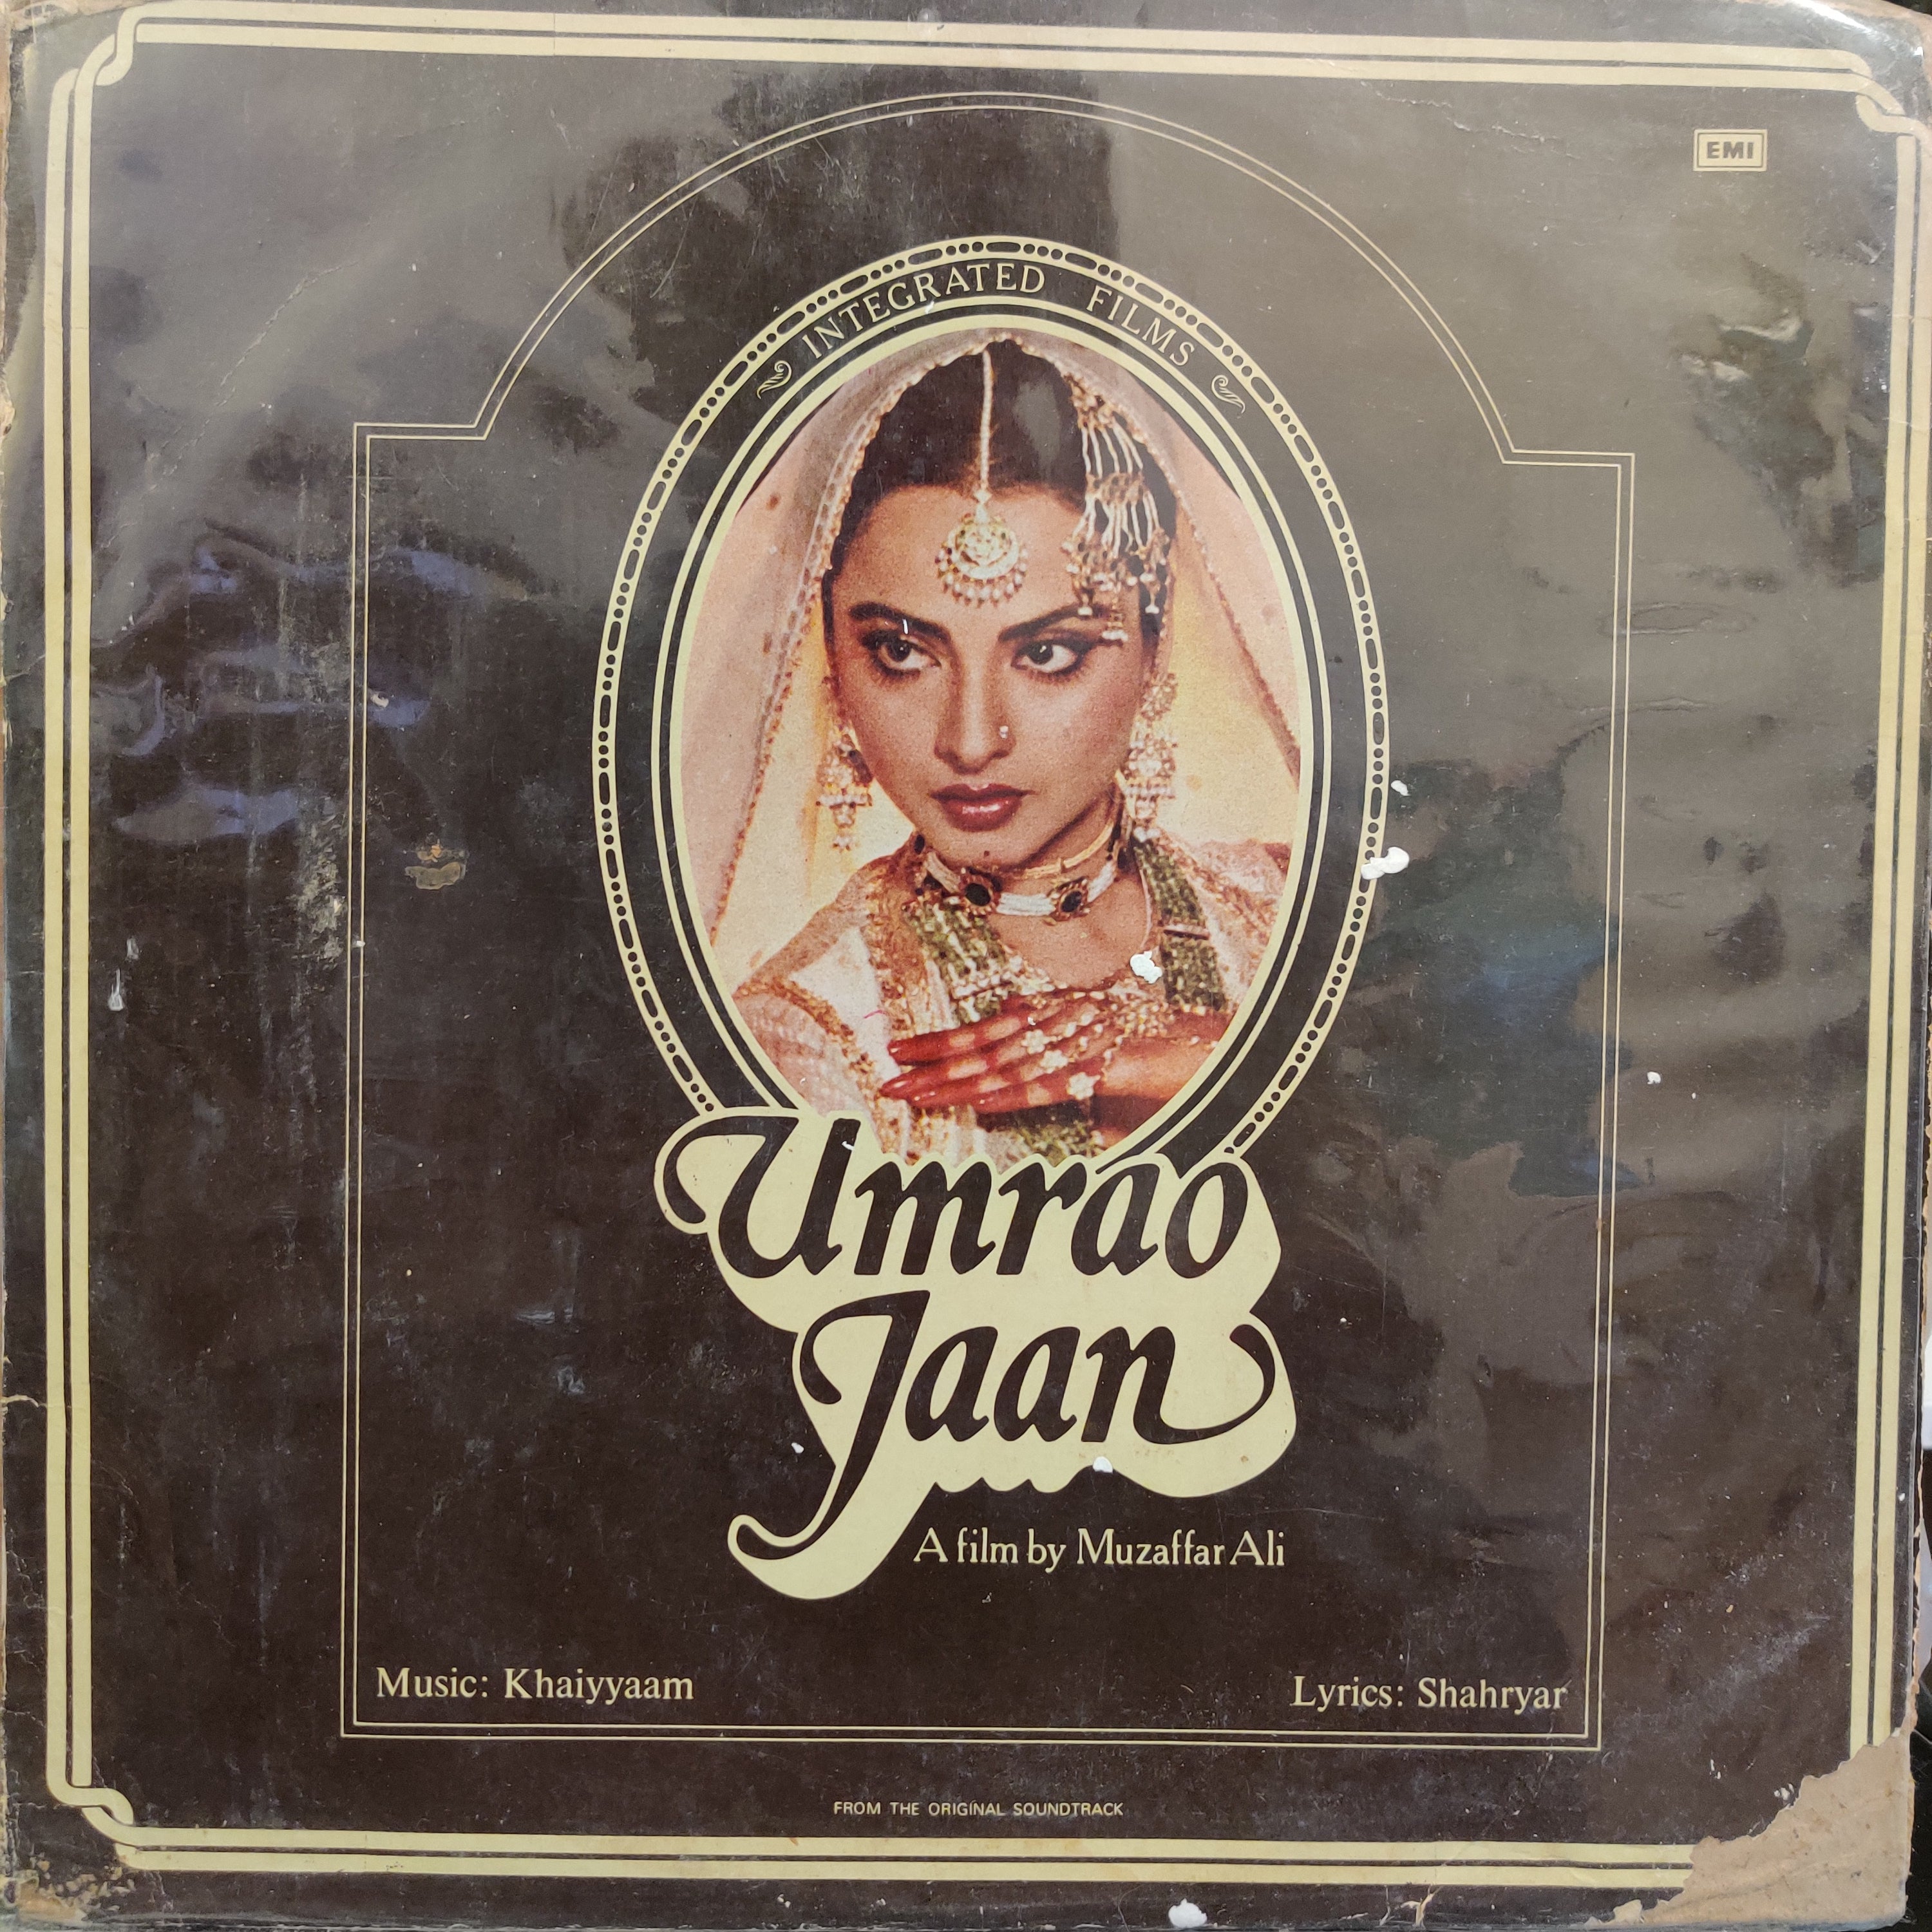 EMI
INTEGRATED FILMS
Umrao
Jaan
A film by Muzaffar Ali
Music: Khaiyyaam
Lyrics: Shahryar
FROM THE ORIGINAL SOUNDTRACK